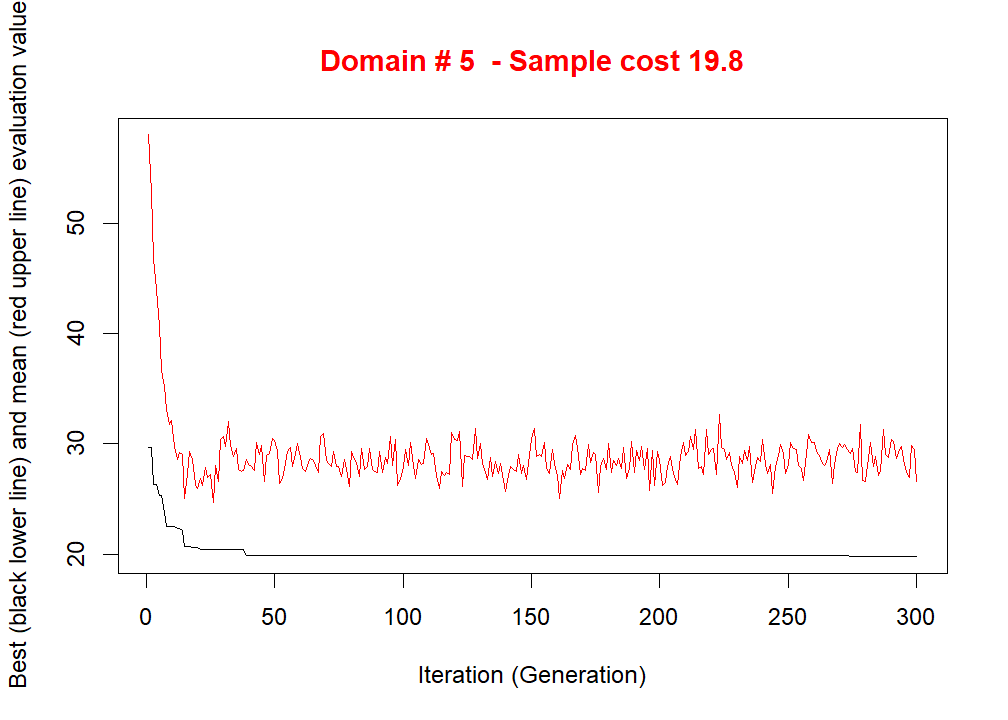 Domain # 5  - Sample cost 19.8
Best (black lower line) and mean (red upper line) evaluation value
50
40
30
20
0 50 100 150 200 250 300
Iteration (Generation)